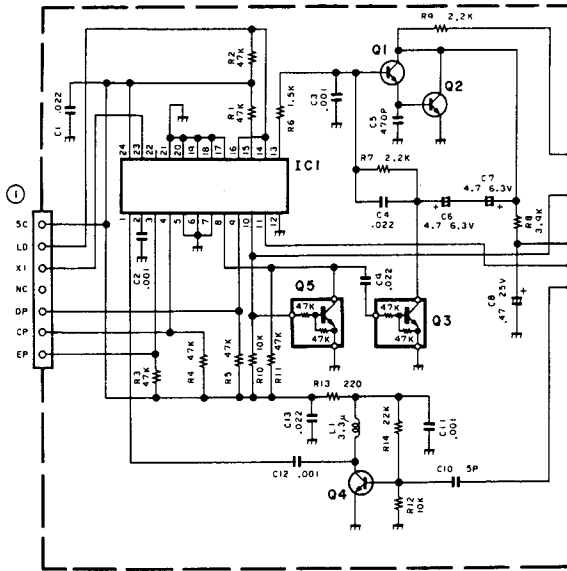 R9 2.2K
Q1
Q2
R2
47K
R1
47K
R6
1.5K
C3
.001
C5
470P
C1 .022
24 23 22 21 20 19 18 17 16 15 14 13
IC1
1 2 3 4 5 6 7 8 9 10 11 12
R7 2.2K
C4
.022
C6
4.7 6.3V
C7
4.7 6.3V
R8
3.9K
C8
.47 25V
1
5C
LD
XI
NC
DP
CP
EP
C2
.001
C9
.022
Q5
47K
47K
Q3
47K
47K
R3
47K
R4
47K
R5
47K
R10
10K
R11
47K
R13 220
C13
.022
L1
3.3μ
R14
22K
C11
.001
C12 .001
Q4
C10 5P
R12
10K